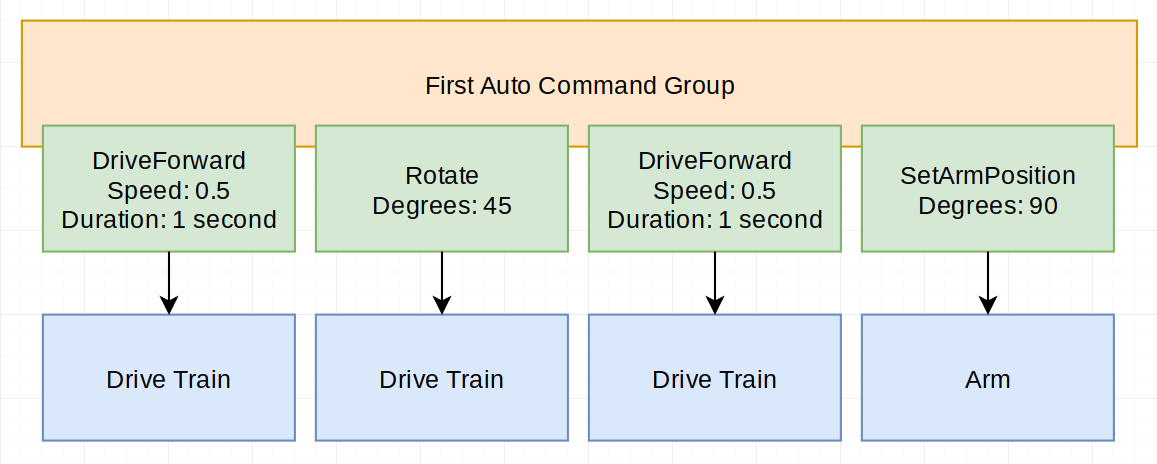 First Auto Command Group
DriveForward
Speed: 0.5
Duration: 1 second
Rotate
Degrees: 45
DriveForward
Speed: 0.5
Duration: 1 second
SetArmPosition
Degrees: 90
Drive Train
Drive Train
Drive Train
Arm